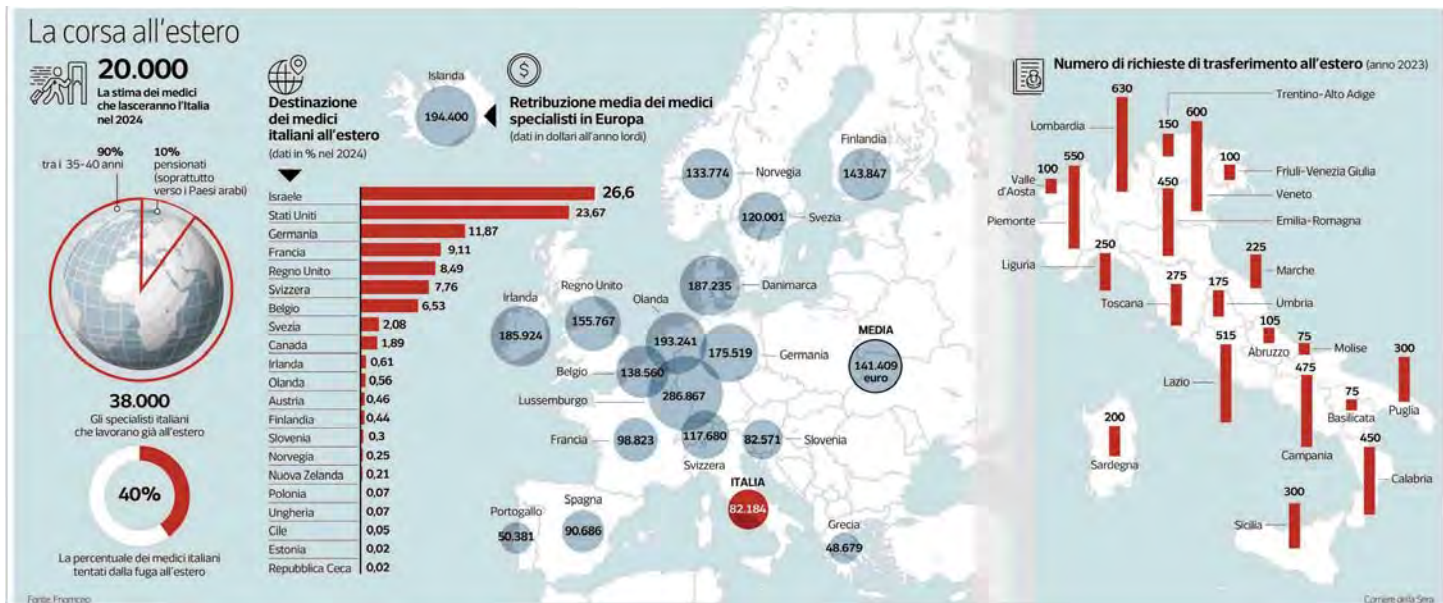 La corsa all'estero
20.000
La stima dei medici
che lasceranno l'Italia
nel 2024
90%
tra i 35-40 anni
10%
pensionati
(soprattutto
verso i Paesi arabi)
38.000
Gli specialisti italiani
che lavorano già all'estero
40%
La percentuale dei medici italiani
tentati dalla fuga all'estero
Destinazione
dei medici
italiani all'estero
(dati in % nel 2024)
Israele 26,6
Stati Uniti 23,67
Germania 11,87
Francia 9,11
Regno Unito 8,49
Svizzera 7,76
Belgio 6,53
Svezia 2,08
Canada 1,89
Irlanda 0,61
Olanda 0,56
Austria 0,46
Finlandia 0,44
Slovenia 0,3
Norvegia 0,25
Nuova Zelanda 0,21
Polonia 0,07
Ungheria 0,07
Cile 0,05
Estonia 0,02
Repubblica Ceca 0,02
Retribuzione media dei medici
specialisti in Europa
(dati in dollari all'anno lordi)
$
Islanda
194.400
Finlandia
143.847
133.774
Norvegia
120.001
Svezia
187.235
Danimarca
Irlanda
185.924
Regno Unito
155.767
Olanda
193.241
175.519
Germania
Belgio
138.560
Lussemburgo
286.867
Francia
98.823
117.680
Svizzera
82.571
Slovenia
MEDIA
141.409
euro
ITALIA
82.184
Portogallo
50.381
Spagna
90.686
Grecia
48.679
Numero di richieste di trasferimento all'estero (anno 2023)
Lombardia
630
Trentino-Alto Adige
150
600
Veneto
100
Friuli-Venezia Giulia
100
Valle
d'Aosta
550
Piemonte
450
Emilia-Romagna
250
Liguria
225
Marche
275
Toscana
175
Umbria
105
Abruzzo
75
Molise
515
Lazio
475
Campania
75
Basilicata
300
Puglia
200
Sardegna
450
Calabria
300
Sicilia
Fonte: Fnomceo
Corriere della Sera